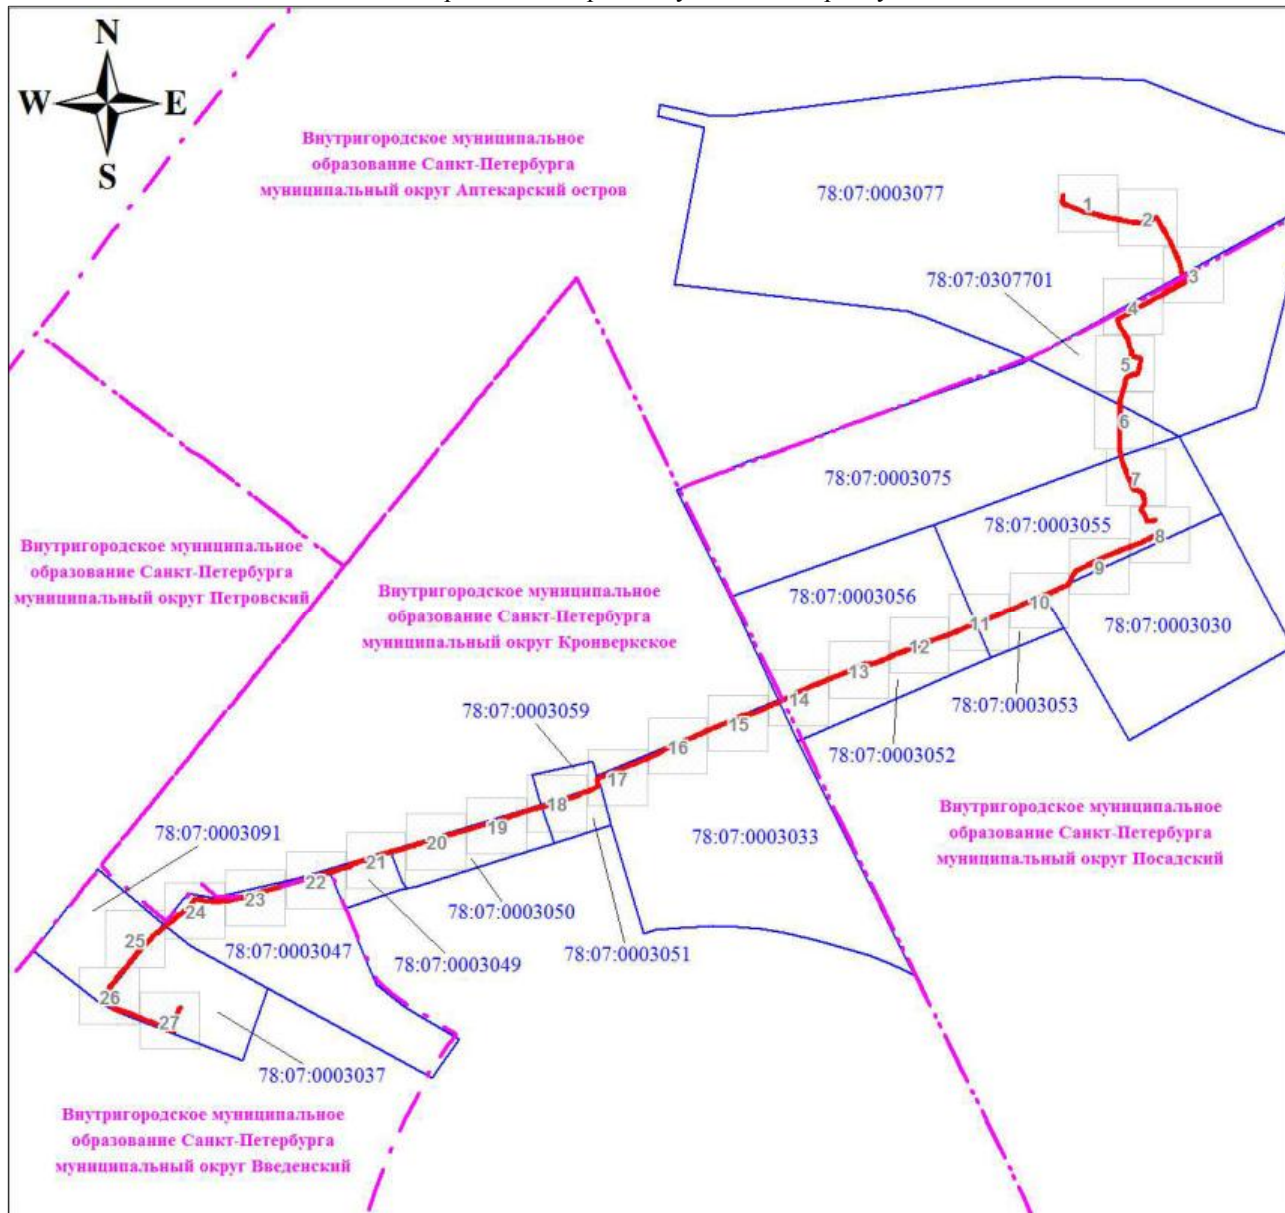 N
W E
S
Внутригородское муниципальное
образование Санкт-Петербурга
муниципальный округ Аптекарский остров
78:07:0003077
1
2
3
78:07:0307701
4
5
6
78:07:0003075
7
78:07:0003055
8
Внутригородское муниципальное
образование Санкт-Петербурга
муниципальный округ Петровский
Внутригородское муниципальное
образование Санкт-Петербурга
муниципальный округ Кронверкское
78:07:0003056
9
10
78:07:0003030
11
12
13
14
78:07:0003053
78:07:0003052
78:07:0003059
15
16
17
18
19
20
21
22
23
24
25
26
27
78:07:0003033
Внутригородское муниципальное
образование Санкт-Петербурга
муниципальный округ Посадский
78:07:0003091
78:07:0003050
78:07:0003047
78:07:0003049
78:07:0003051
78:07:0003037
Внутригородское муниципальное
образование Санкт-Петербурга
муниципальный округ Введенский